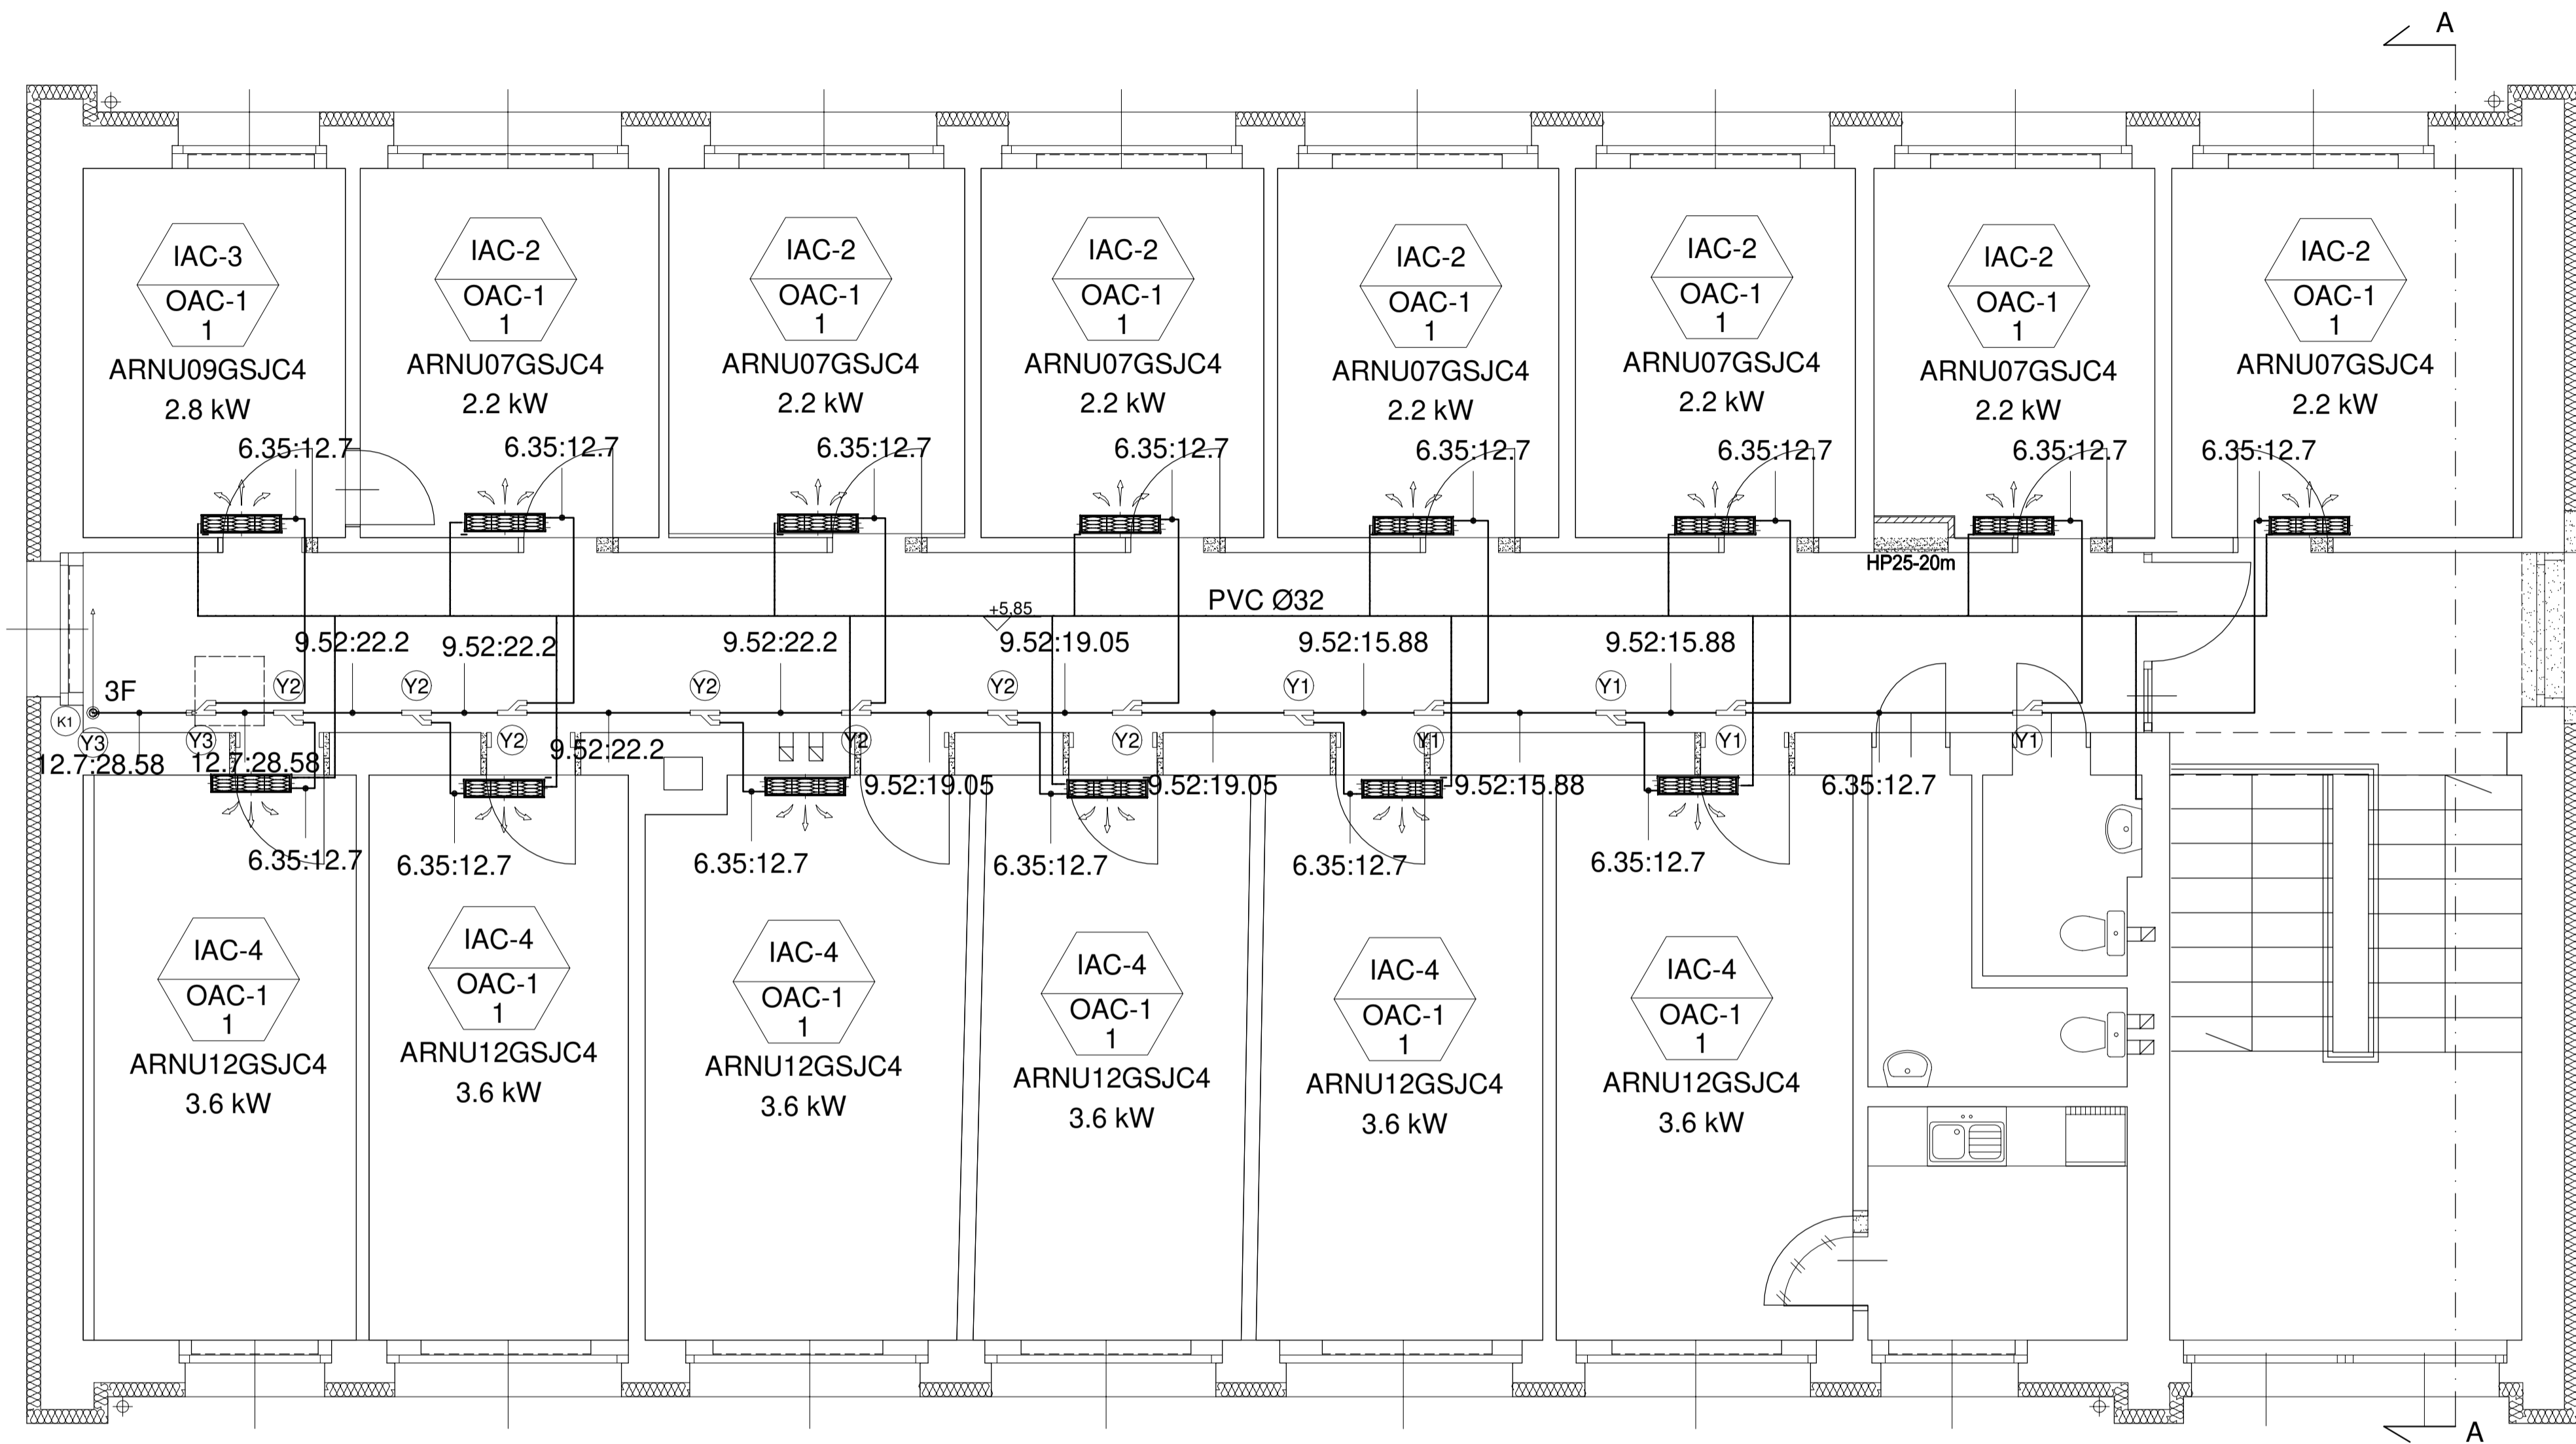 A
IAC-3
OAC-1
1
ARNU09GSJC4
2.8 kW
6.35:12.7
IAC-2
OAC-1
1
ARNU07GSJC4
2.2 kW
6.35:12.7
IAC-2
OAC-1
1
ARNU07GSJC4
2.2 kW
6.35:12.7
IAC-2
OAC-1
1
ARNU07GSJC4
2.2 kW
6.35:12.7
IAC-2
OAC-1
1
ARNU07GSJC4
2.2 kW
6.35:12.7
IAC-2
OAC-1
1
ARNU07GSJC4
2.2 kW
6.35:12.7
IAC-2
OAC-1
1
ARNU07GSJC4
2.2 kW
6.35:12.7
IAC-2
OAC-1
1
ARNU07GSJC4
2.2 kW
6.35:12.7
HP25-20m
PVC Ø32
+5,85
9.52:22.2
9.52:22.2
9.52:22.2
9.52:19.05
9.52:15.88
9.52:15.88
3F
Y2
Y2
Y2
Y2
Y1
Y1
K1
Y3
Y3
Y2
Y2
Y2
Y1
Y1
Y1
12.7:28.58
12.7:28.58
9.52:22.2
9.52:19.05
9.52:19.05
9.52:15.88
6.35:12.7
6.35:12.7
6.35:12.7
6.35:12.7
6.35:12.7
6.35:12.7
6.35:12.7
IAC-4
OAC-1
1
ARNU12GSJC4
3.6 kW
IAC-4
OAC-1
1
ARNU12GSJC4
3.6 kW
IAC-4
OAC-1
1
ARNU12GSJC4
3.6 kW
IAC-4
OAC-1
1
ARNU12GSJC4
3.6 kW
IAC-4
OAC-1
1
ARNU12GSJC4
3.6 kW
IAC-4
OAC-1
1
ARNU12GSJC4
3.6 kW
A